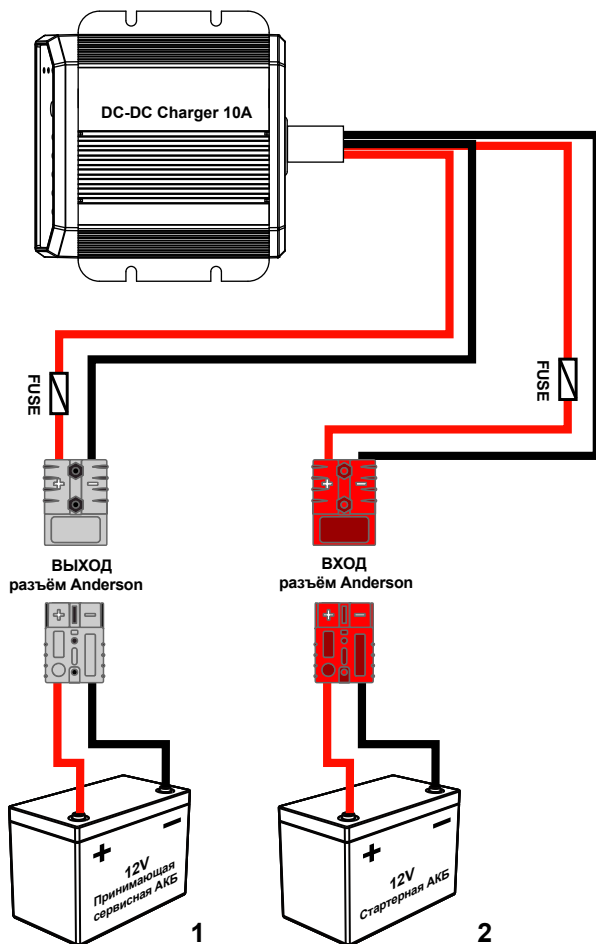 DC-DC Charger 10A
FUSE
FUSE
+ −
+ −
ВЫХОД
разъём Anderson
ВХОД
разъём Anderson
+ −
+ −
+ −
12V
Принимающая
сервисная АКБ
1
+ −
12V
Стартерная АКБ
2